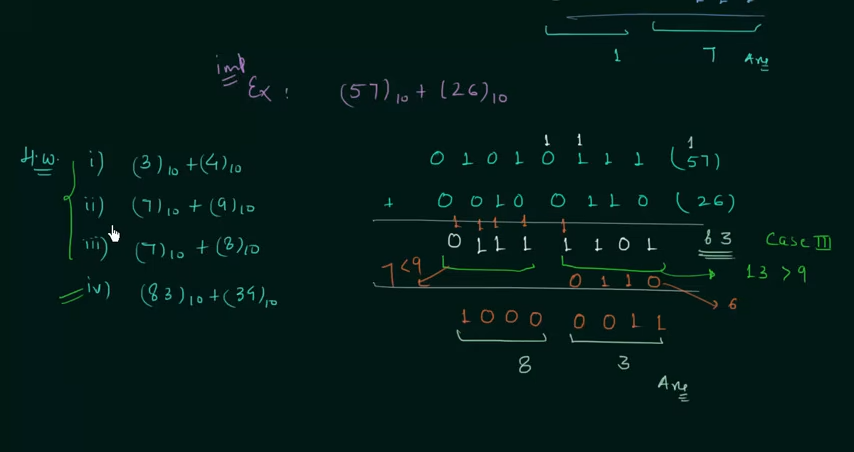 1 7 Ans
imp
Ex : (57)10 + (26)10
H.W. i) (3)10 + (4)10
ii) (7)10 + (9)10
iii) (7)10 + (8)10
iv) (83)10 + (34)10
1 1 1
0 1 0 1 0 1 1 1 (57)
+ 0 0 1 0 0 1 1 0 (26)
1 1 1 1 1
0 1 1 1 1 1 0 1 63 Case III
7 < 9 13 > 9
0 1 1 0 6
1 0 0 0 0 0 1 1
8 3
Ans